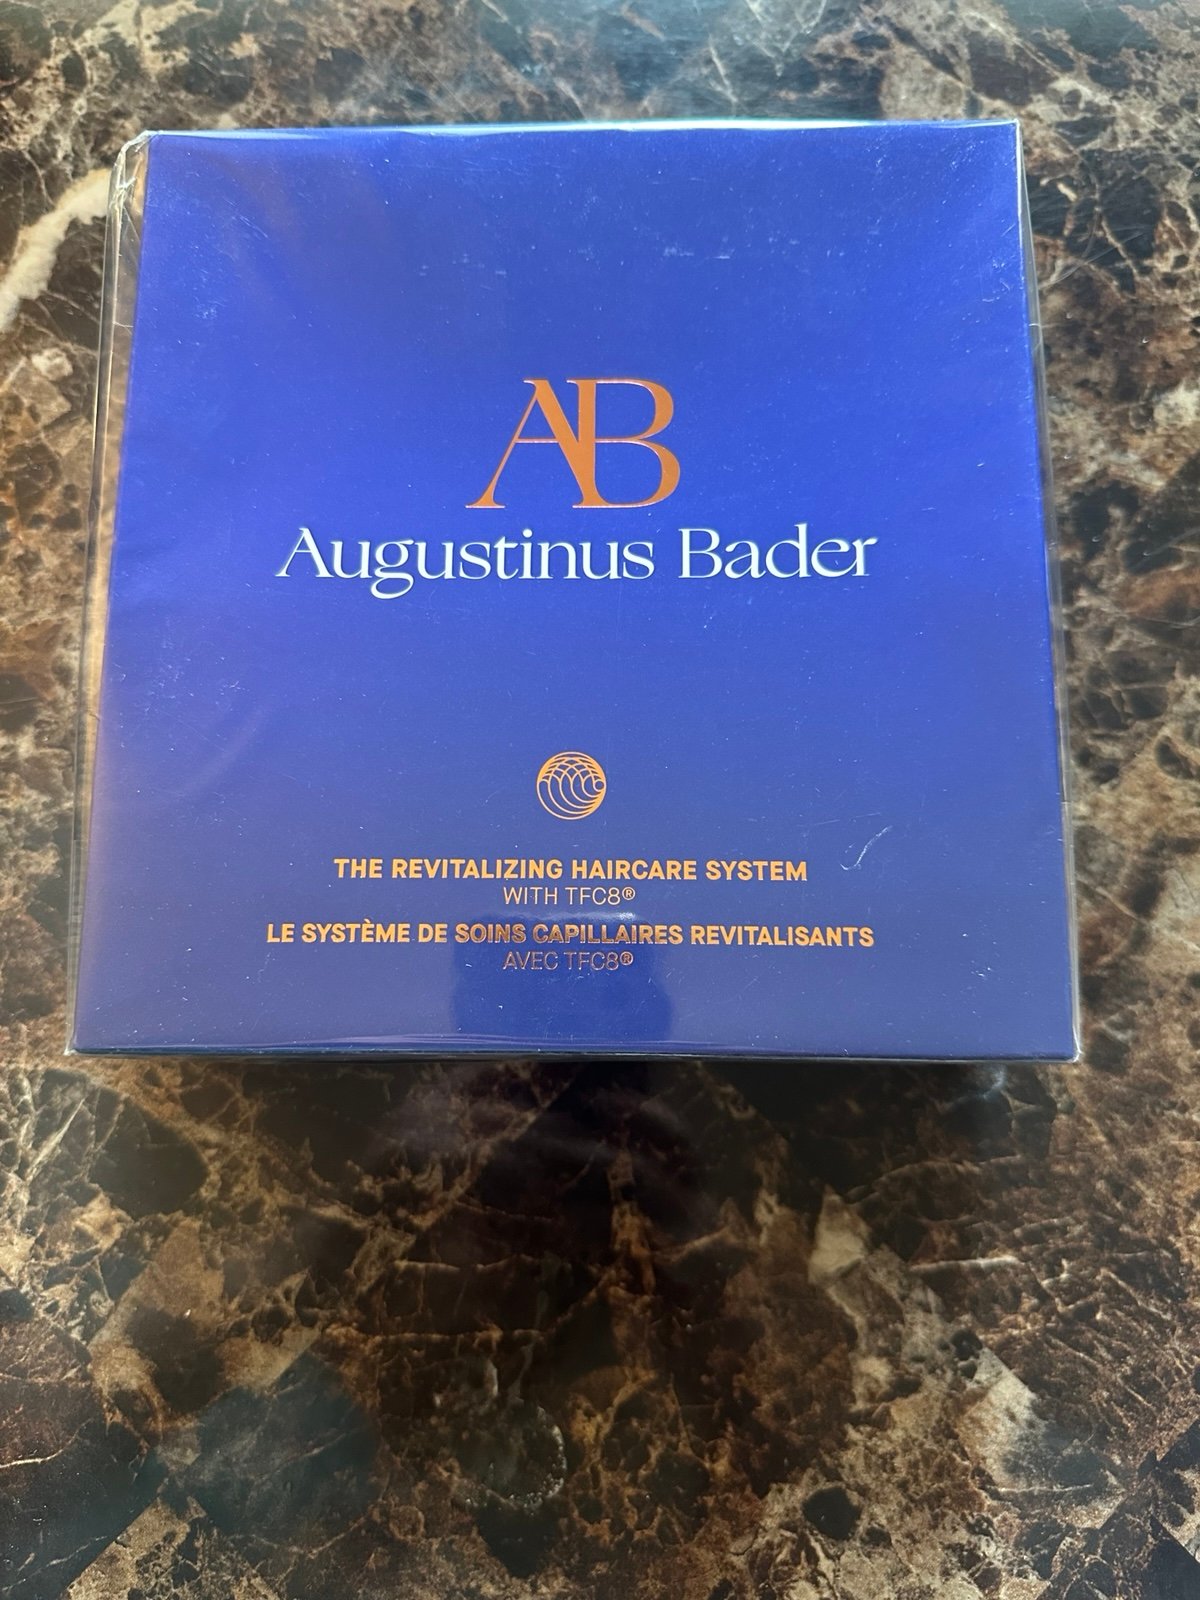 AB
Augustinus Bader
THE REVITALIZING HAIRCARE SYSTEM
WITH TFC8®
LE SYSTÈME DE SOINS CAPILLAIRES REVITALISANTS
AVEC TFC8®